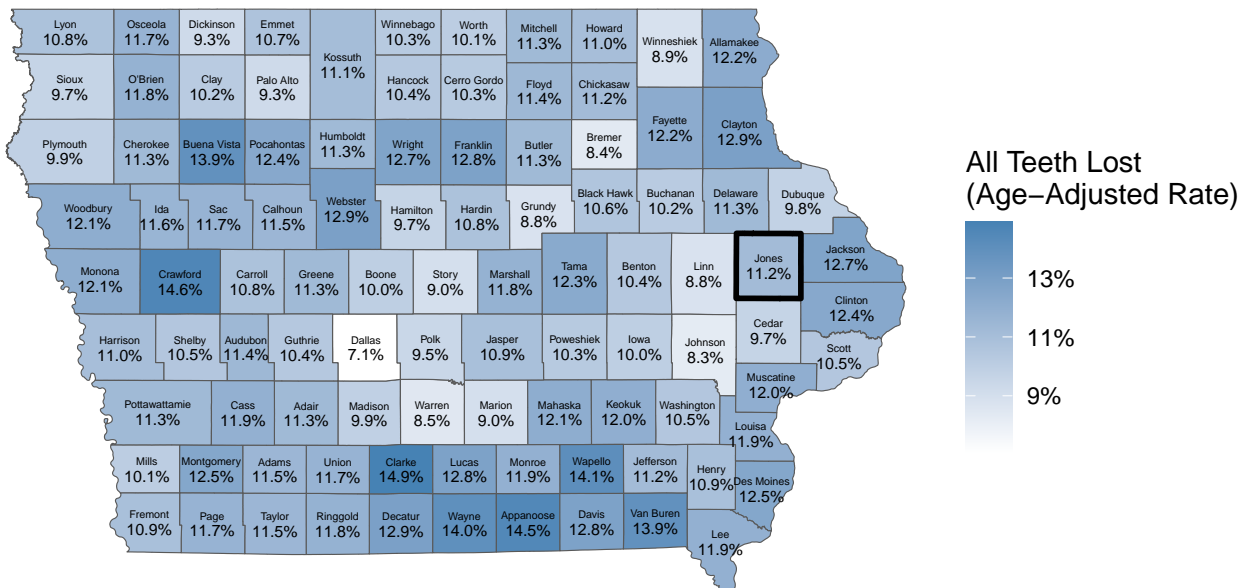 Lyon
10.8%
Osceola
11.7%
Dickinson
9.3%
Emmet
10.7%
Kossuth
11.1%
Winnebago
10.3%
Worth
10.1%
Mitchell
11.3%
Howard
11.0%
Winneshiek
8.9%
Allamakee
12.2%
Sioux
9.7%
O'Brien
11.8%
Clay
10.2%
Palo Alto
9.3%
Hancock
10.4%
Cerro Gordo
10.3%
Floyd
11.4%
Chickasaw
11.2%
Plymouth
9.9%
Cherokee
11.3%
Buena Vista
13.9%
Pocahontas
12.4%
Humboldt
11.3%
Wright
12.7%
Franklin
12.8%
Butler
11.3%
Bremer
8.4%
Fayette
12.2%
Clayton
12.9%
Woodbury
12.1%
Ida
11.6%
Sac
11.7%
Calhoun
11.5%
Webster
12.9%
Hamilton
9.7%
Hardin
10.8%
Grundy
8.8%
Black Hawk
10.6%
Buchanan
10.2%
Delaware
11.3%
Dubuque
9.8%
Monona
12.1%
Crawford
14.6%
Carroll
10.8%
Greene
11.3%
Boone
10.0%
Story
9.0%
Marshall
11.8%
Tama
12.3%
Benton
10.4%
Linn
8.8%
Jones
11.2%
Jackson
12.7%
Clinton
12.4%
Harrison
11.0%
Shelby
10.5%
Audubon
11.4%
Guthrie
10.4%
Dallas
7.1%
Polk
9.5%
Jasper
10.9%
Poweshiek
10.3%
Iowa
10.0%
Johnson
8.3%
Cedar
9.7%
Scott
10.5%
Muscatine
12.0%
Pottawattamie
11.3%
Cass
11.9%
Adair
11.3%
Madison
9.9%
Warren
8.5%
Marion
9.0%
Mahaska
12.1%
Keokuk
12.0%
Washington
10.5%
Louisa
11.9%
Mills
10.1%
Montgomery
12.5%
Adams
11.5%
Union
11.7%
Clarke
14.9%
Lucas
12.8%
Monroe
11.9%
Wapello
14.1%
Jefferson
11.2%
Henry
10.9%
Des Moines
12.5%
Fremont
10.9%
Page
11.7%
Taylor
11.5%
Ringgold
11.8%
Decatur
12.9%
Wayne
14.0%
Appanoose
14.5%
Davis
12.8%
Van Buren
13.9%
Lee
11.9%
All Teeth Lost
(Age−Adjusted Rate)
13%
11%
9%